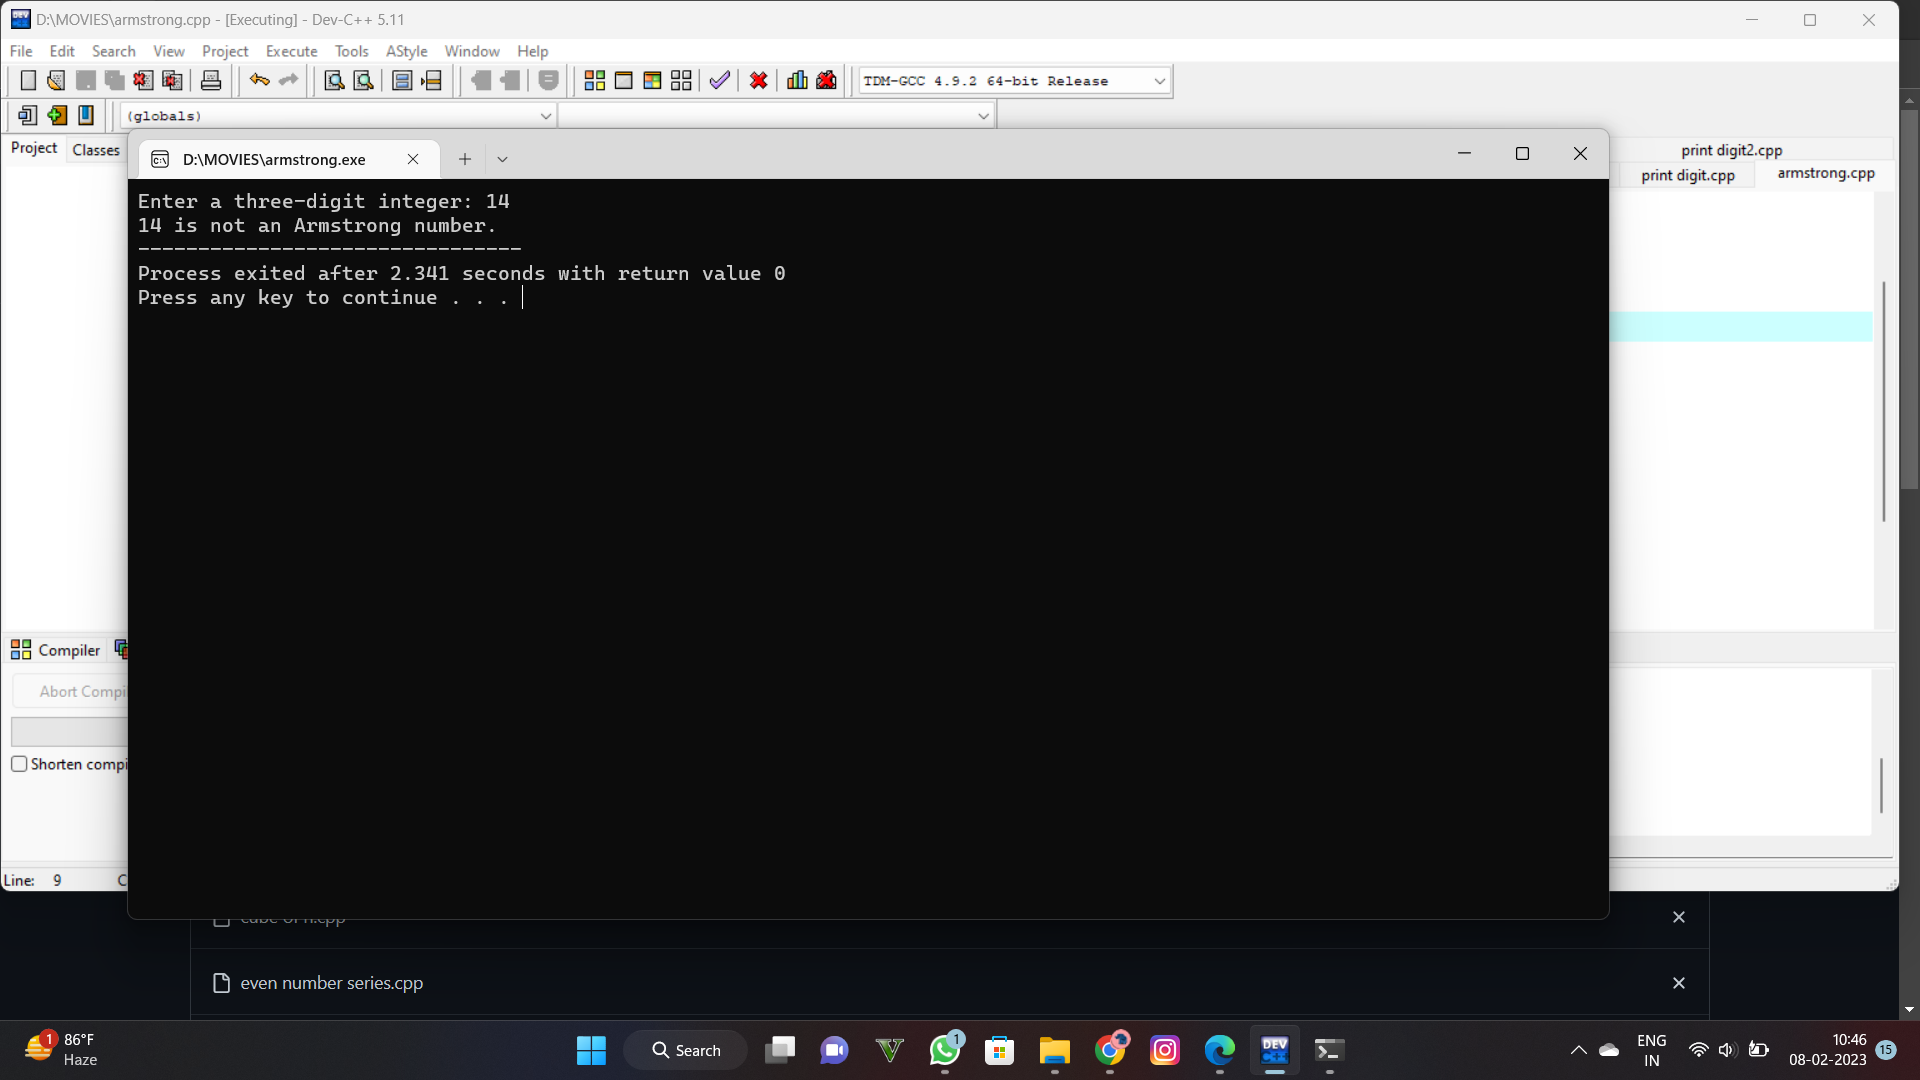 D:\MOVIES\armstrong.cpp - [Executing] - Dev-C++ 5.11
File Edit Search View Project Execute Tools AStyle Window Help
TDM-GCC 4.9.2 64-bit Release
(globals)
Project Classes
print digit2.cpp
print digit.cpp armstrong.cpp
D:\MOVIES\armstrong.exe
Enter a three-digit integer: 14
14 is not an Armstrong number.
--------------------------------
Process exited after 2.341 seconds with return value 0
Press any key to continue . . .
Compiler
Abort Compi
Shorten compi
Line: 9 C
even number series.cpp
1 86°F
Haze
Search
1
DEV
C++
ENG
IN
10:46
08-02-2023
15